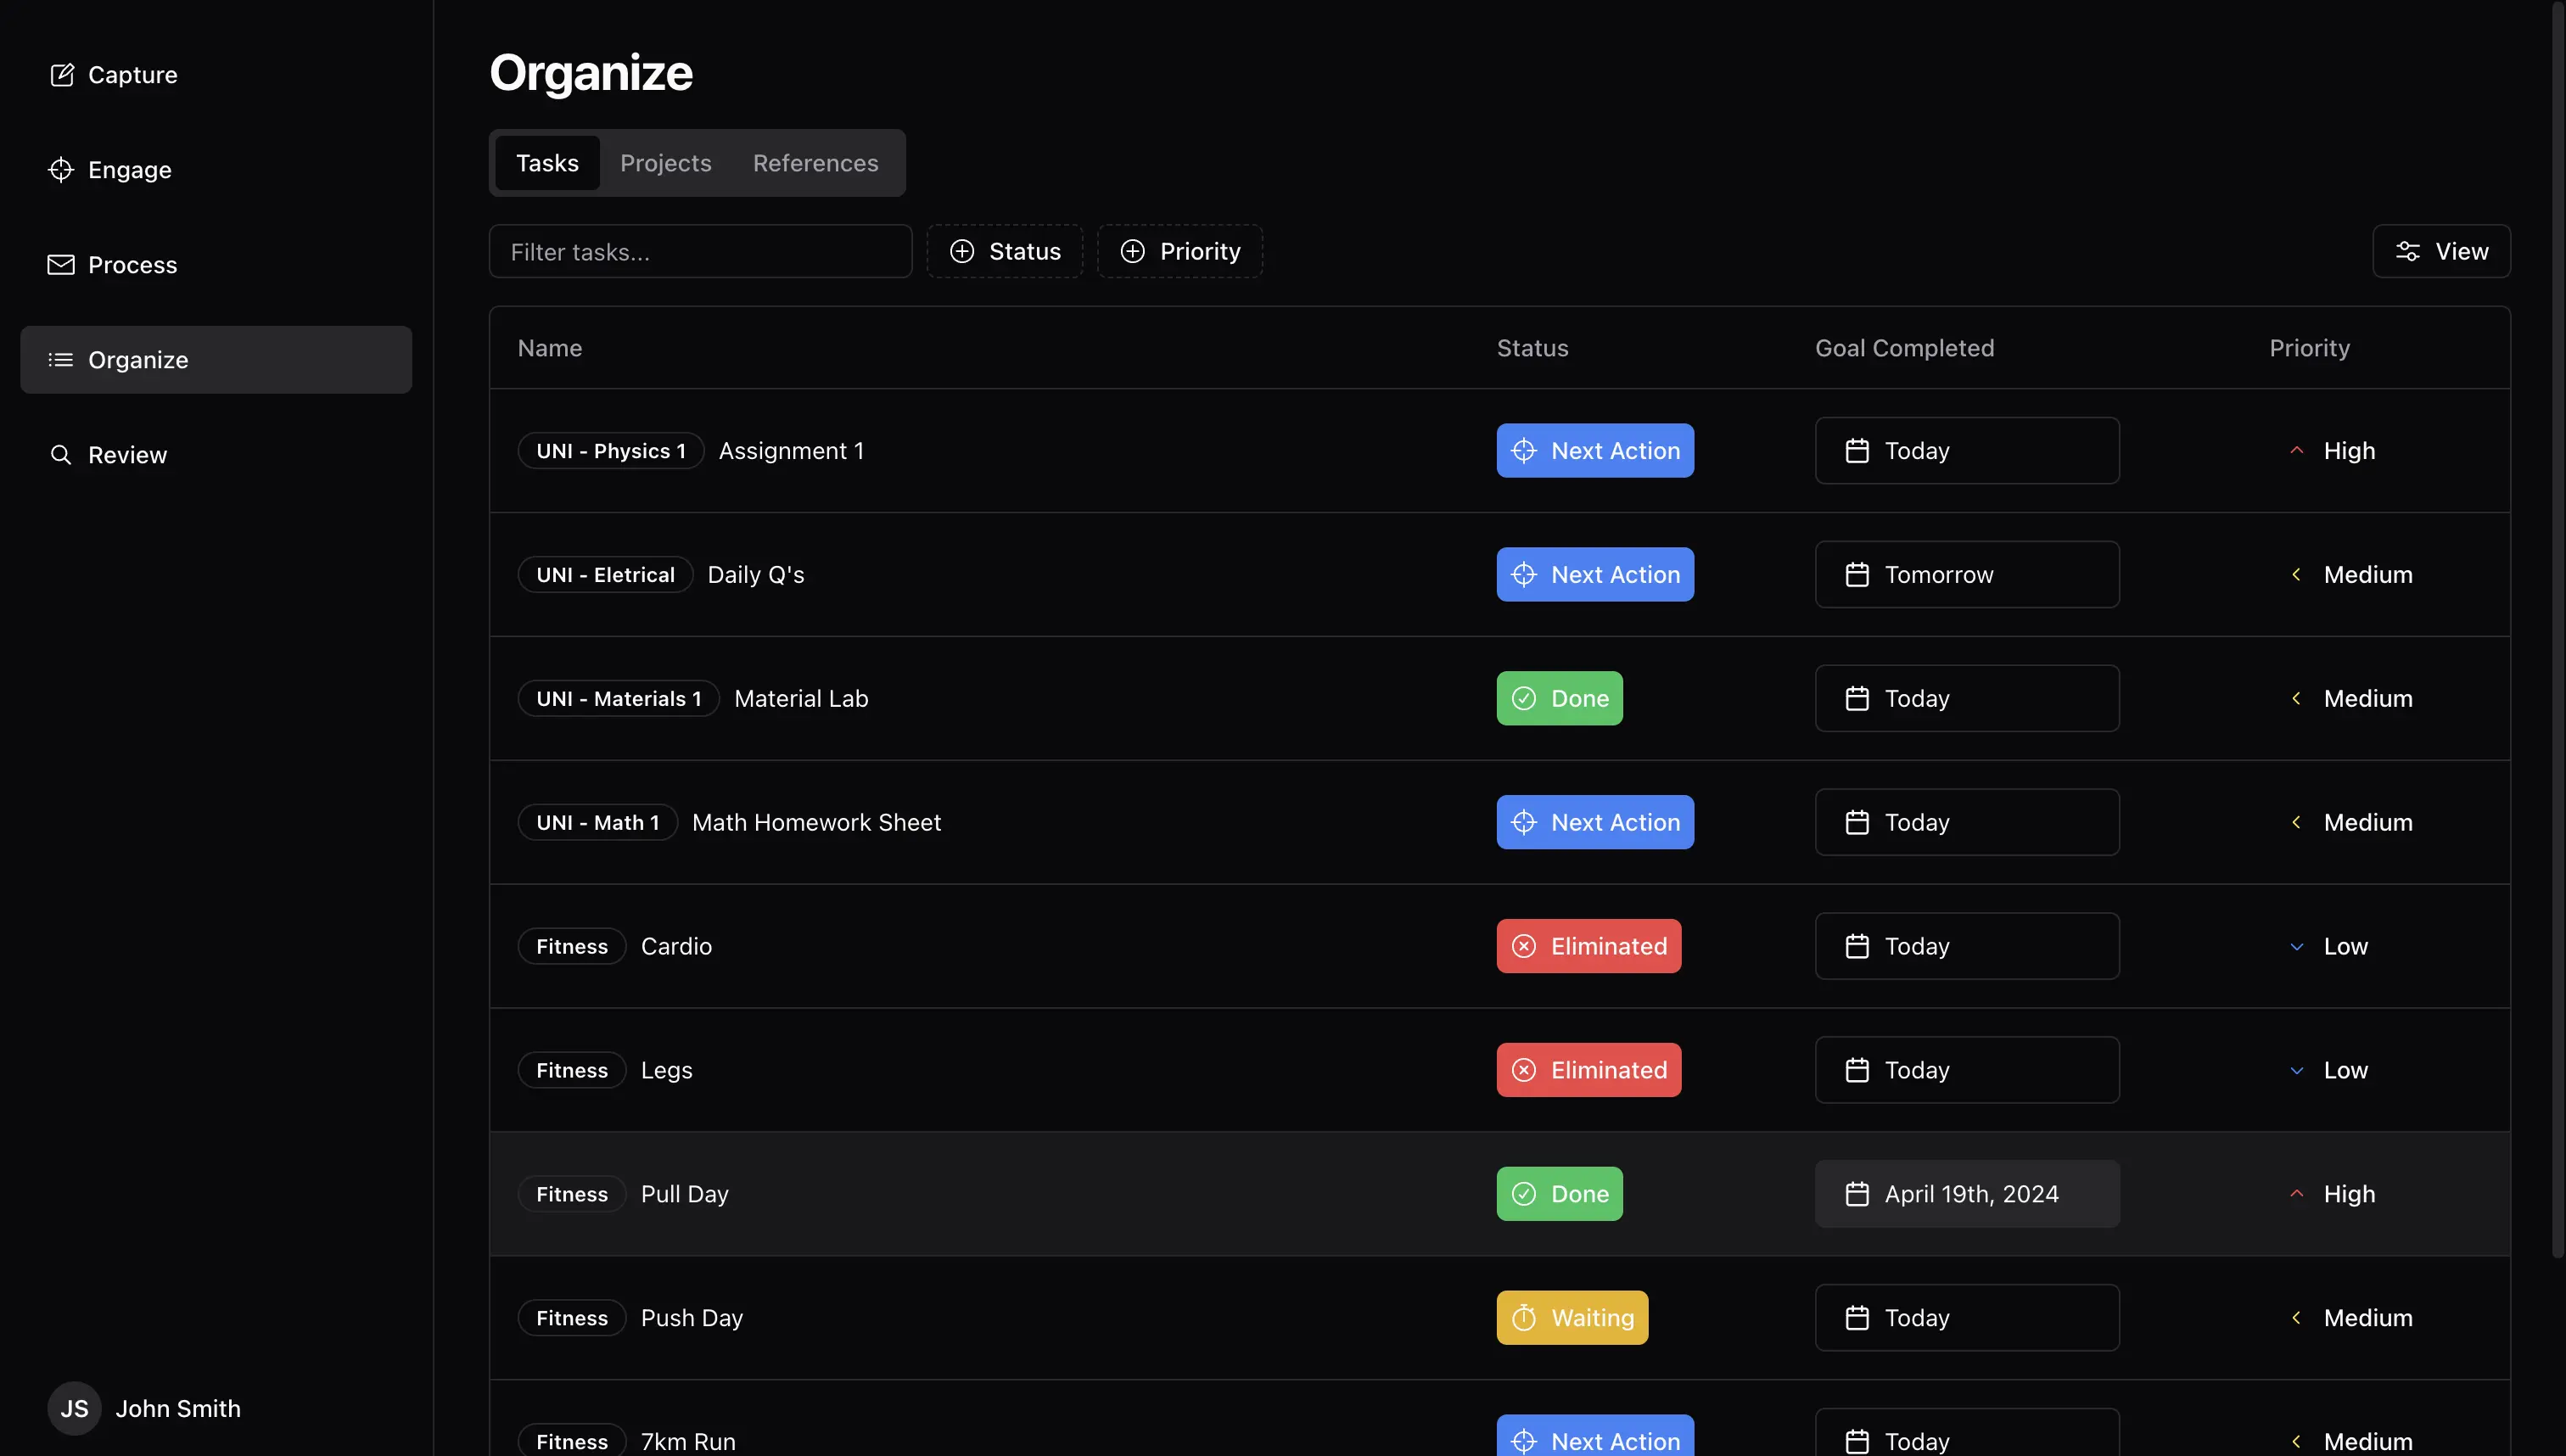 Capture
Engage
Process
Organize
Review
JS John Smith
Organize
Tasks Projects References
Filter tasks... Status Priority View
Name Status Goal Completed Priority
UNI - Physics 1 Assignment 1 Next Action Today High
UNI - Eletrical Daily Q's Next Action Tomorrow Medium
UNI - Materials 1 Material Lab Done Today Medium
UNI - Math 1 Math Homework Sheet Next Action Today Medium
Fitness Cardio Eliminated Today Low
Fitness Legs Eliminated Today Low
Fitness Pull Day Done April 19th, 2024 High
Fitness Push Day Waiting Today Medium
Fitness 7km Run Next Action Today Medium